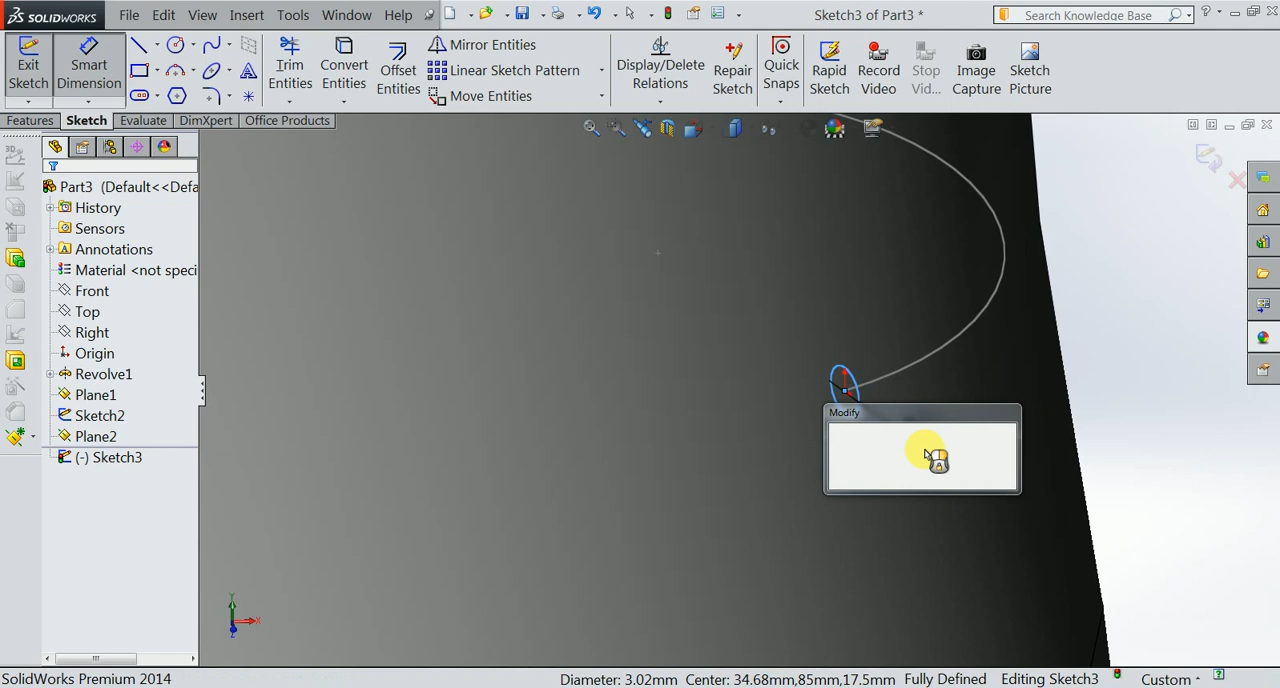 SOLIDWORKS File Edit View Insert Tools Window Help Sketch3 of Part3 * Search Knowledge Base
Exit Sketch
Smart Dimension
Trim Entities
Convert Entities
Offset Entities
Mirror Entities
Linear Sketch Pattern
Move Entities
Display/Delete Relations
Repair Sketch
Quick Snaps
Rapid Sketch
Record Video
Stop Vid...
Image Capture
Sketch Picture
Features Sketch Evaluate DimXpert Office Products
3D
Part3 (Default<<Defa
History
Sensors
Annotations
Material <not speci
Front
Top
Right
Origin
Revolve1
Plane1
Sketch2
Plane2
(-) Sketch3
Modify
Y
X
Z
SolidWorks Premium 2014 Diameter: 3.02mm Center: 34.68mm,85mm,17.5mm Fully Defined Editing Sketch3 Custom